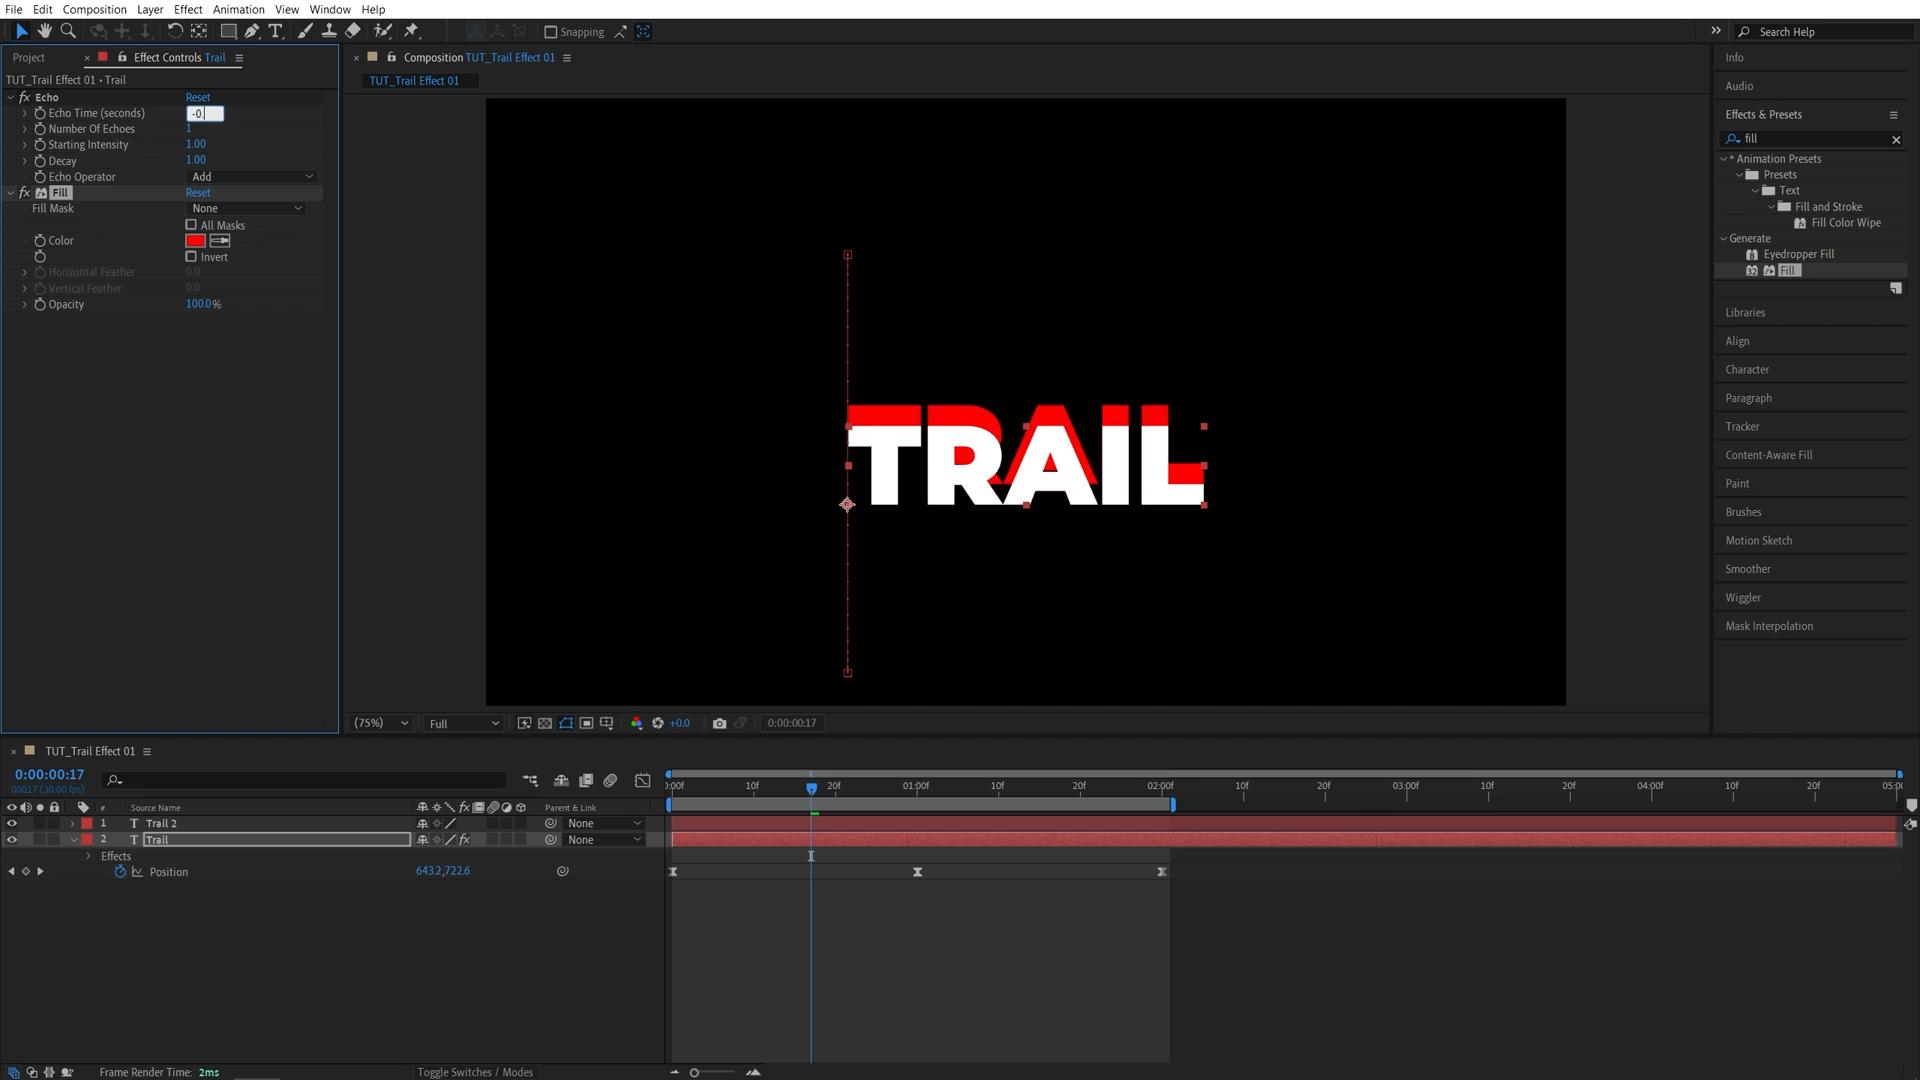 File Edit Composition Layer Effect Animation View Window Help
Snapping
Search Help
Project
Effect Controls Trail
TUT_Trail Effect 01 • Trail
fx Echo Reset
Echo Time (seconds) -0.
Number Of Echoes 1
Starting Intensity 1.00
Decay 1.00
Echo Operator Add
fx Fill Reset
Fill Mask None
All Masks
Color
Invert
Horizontal Feather 0.0
Vertical Feather 0.0
Opacity 100.0%
Composition TUT_Trail Effect 01
TUT_Trail Effect 01
TRAIL
(75%) Full +0.0 0:00:00:17
Info
Audio
Effects & Presets
fill
* Animation Presets
Presets
Text
Fill and Stroke
Fill Color Wipe
Generate
Eyedropper Fill
Fill
Libraries
Align
Character
Paragraph
Tracker
Content-Aware Fill
Paint
Brushes
Motion Sketch
Smoother
Wiggler
Mask Interpolation
TUT_Trail Effect 01
0:00:00:17
00017 (30.00 fps)
:00f 10f 20f 01:00f 10f 20f 02:00f 10f 20f 03:00f 10f 20f 04:00f 10f 20f 05:0
# Source Name fx Parent & Link
1 T Trail 2 None
2 T Trail fx None
Effects
Position 643.2,722.6
Frame Render Time: 2ms
Toggle Switches / Modes